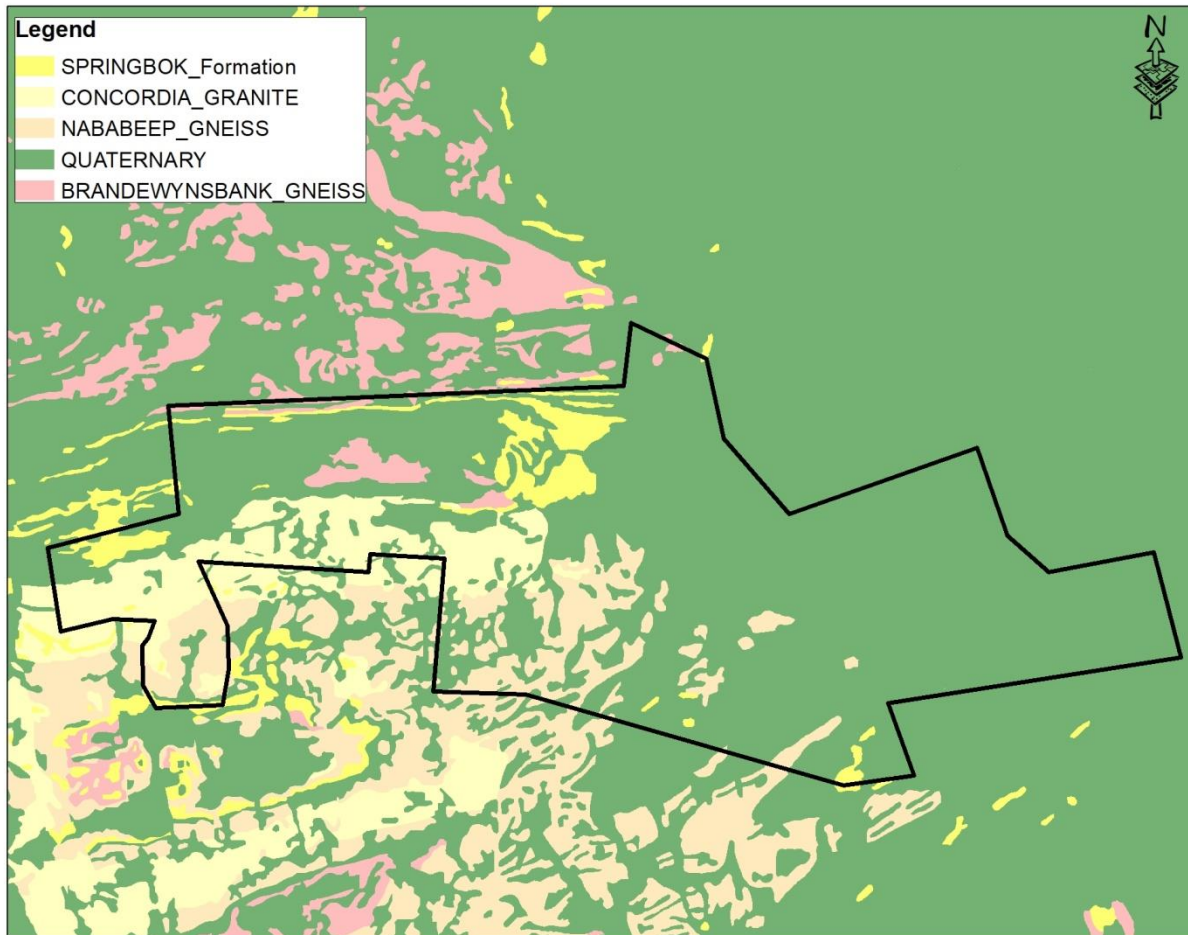 Legend
SPRINGBOK_Formation
CONCORDIA_GRANITE
NABABEEP_GNEISS
QUATERNARY
BRANDEWYNSBANK_GNEISS
N